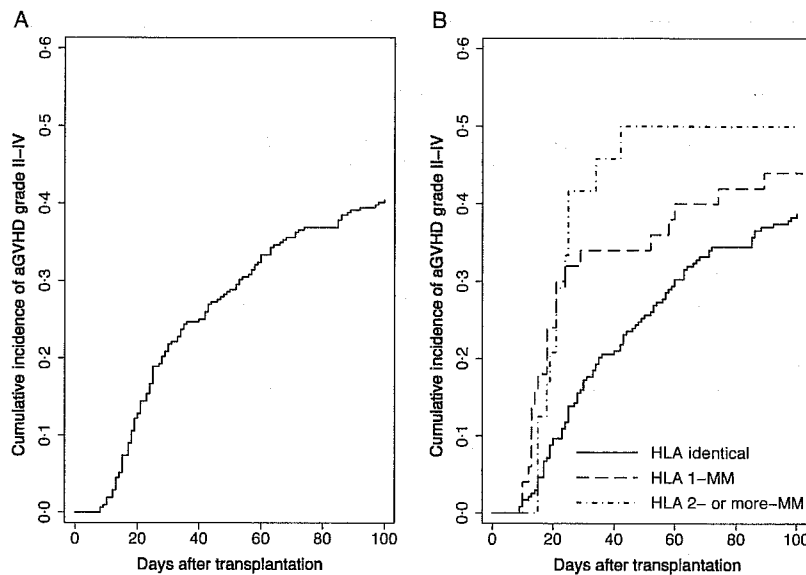 A
Cumulative incidence of aGVHD grade II–IV
0·6
0·5
0·4
0·3
0·2
0·1
0·0
0 20 40 60 80 100
Days after transplantation
B
Cumulative incidence of aGVHD grade II–IV
0·6
0·5
0·4
0·3
0·2
0·1
0·0
HLA identical
HLA 1–MM
HLA 2– or more–MM
0 20 40 60 80 100
Days after transplantation